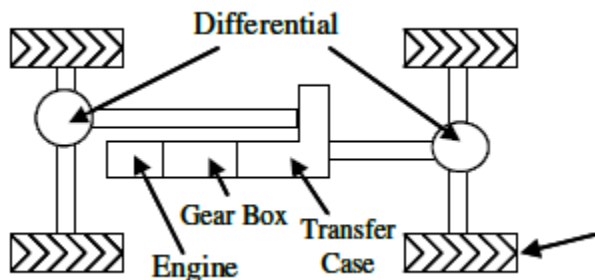 Differential
Gear Box
Transfer
Case
Engine